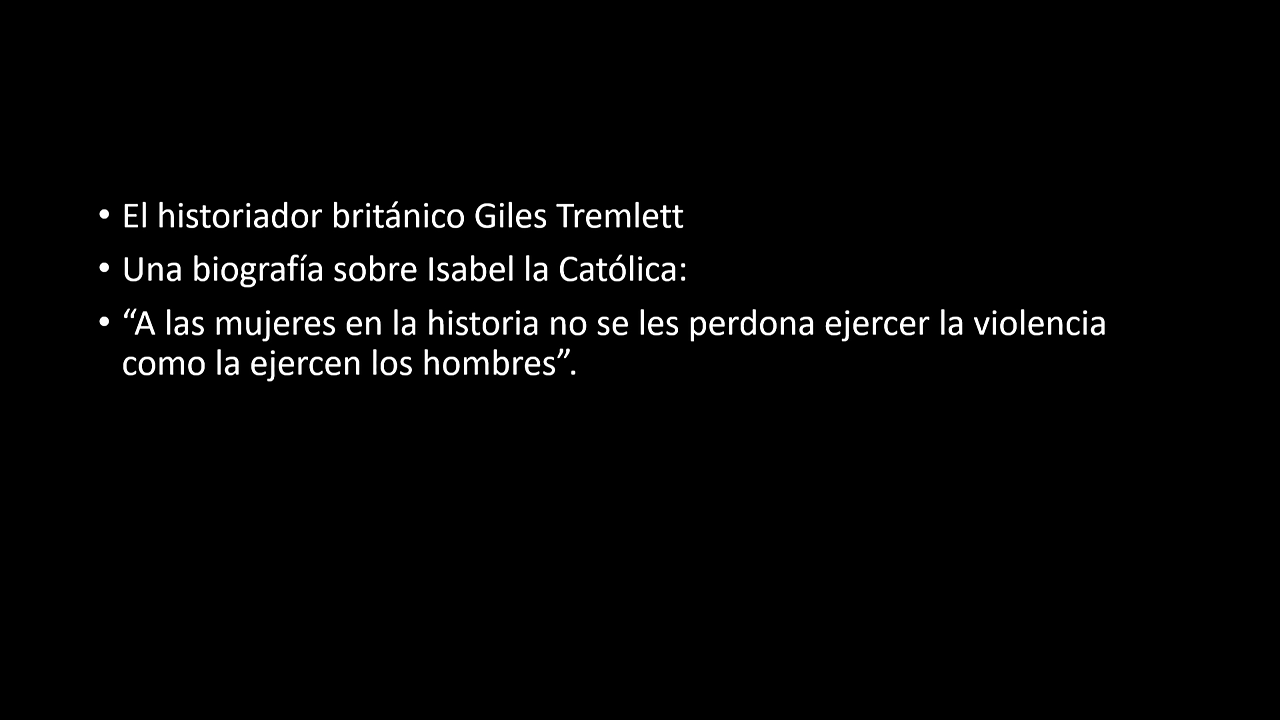 • El historiador británico Giles Tremlett
• Una biografía sobre Isabel la Católica:
• “A las mujeres en la historia no se les perdona ejercer la violencia
como la ejercen los hombres”.